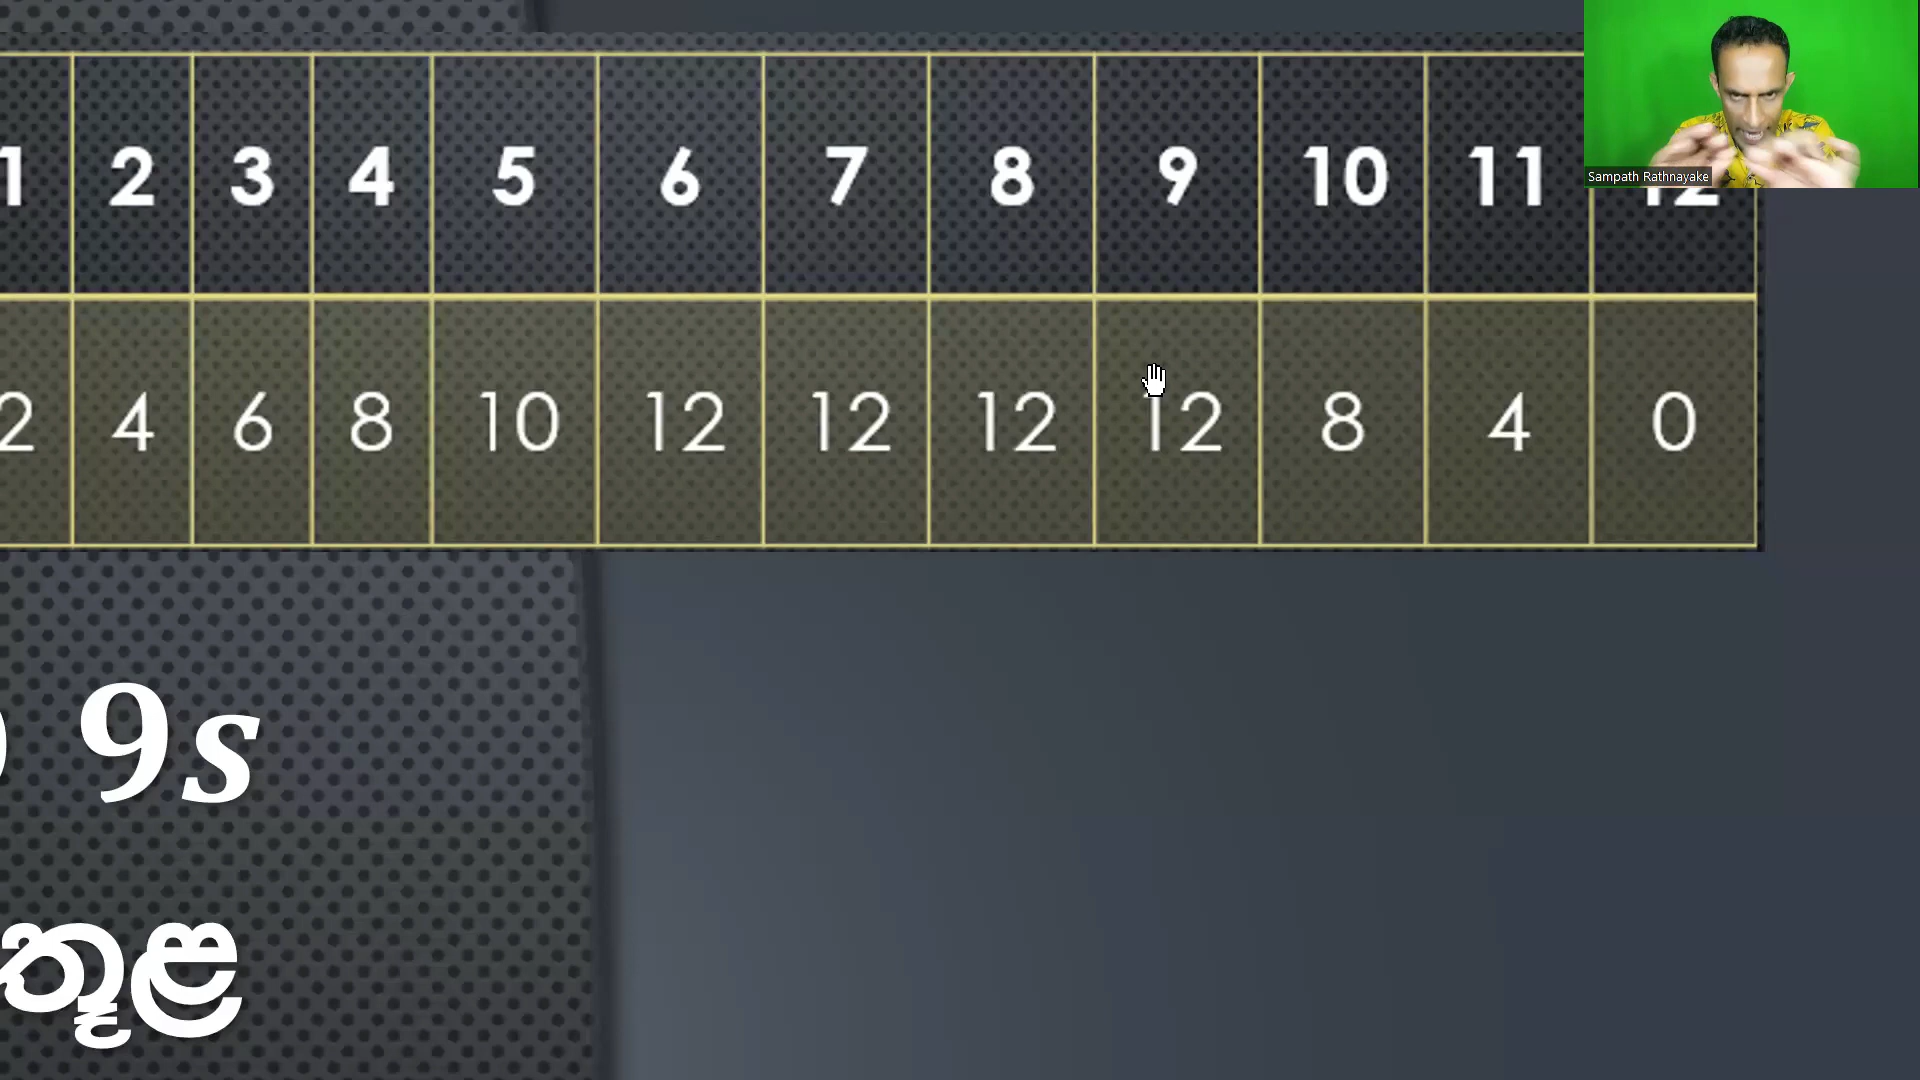 1 2 3 4 5 6 7 8 9 10 11 12
2 4 6 8 10 12 12 12 12 8 4 0
Sampath Rathnayake
9s
තුළ